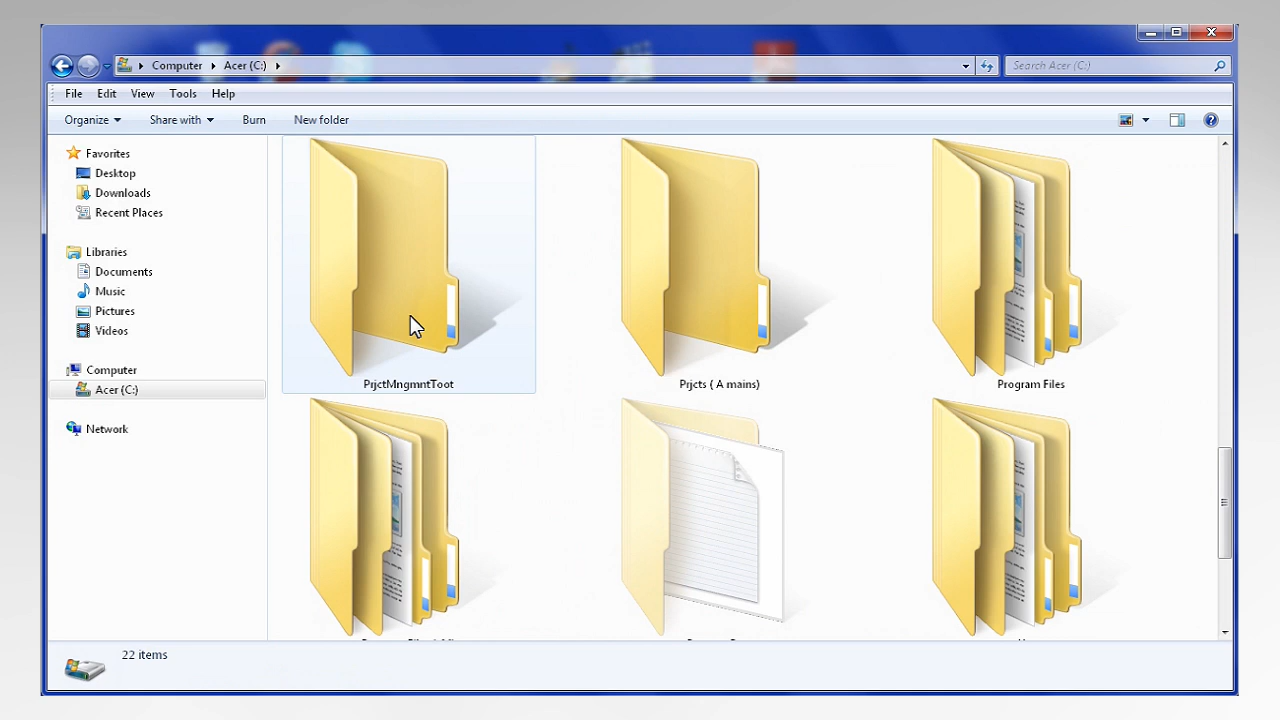 Computer Acer (C:)
Search Acer (C:)
File Edit View Tools Help
Organize Share with Burn New folder
Favorites
Desktop
Downloads
Recent Places
Libraries
Documents
Music
Pictures
Videos
Computer
Acer (C:)
Network
PrjctMngmntToot
Prjcts ( A mains)
Program Files
22 items